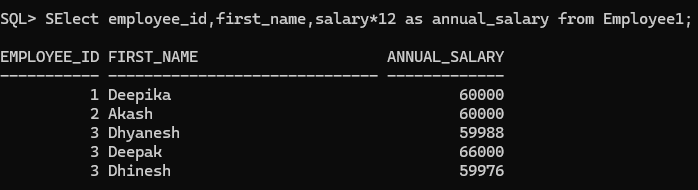 SQL> SElect employee_id,first_name,salary*12 as annual_salary from Employee1;
EMPLOYEE_ID FIRST_NAME                     ANNUAL_SALARY
----------- ------------------------------ -------------
          1 Deepika                                60000
          2 Akash                                  60000
          3 Dhyanesh                               59988
          3 Deepak                                 66000
          3 Dhinesh                                59976